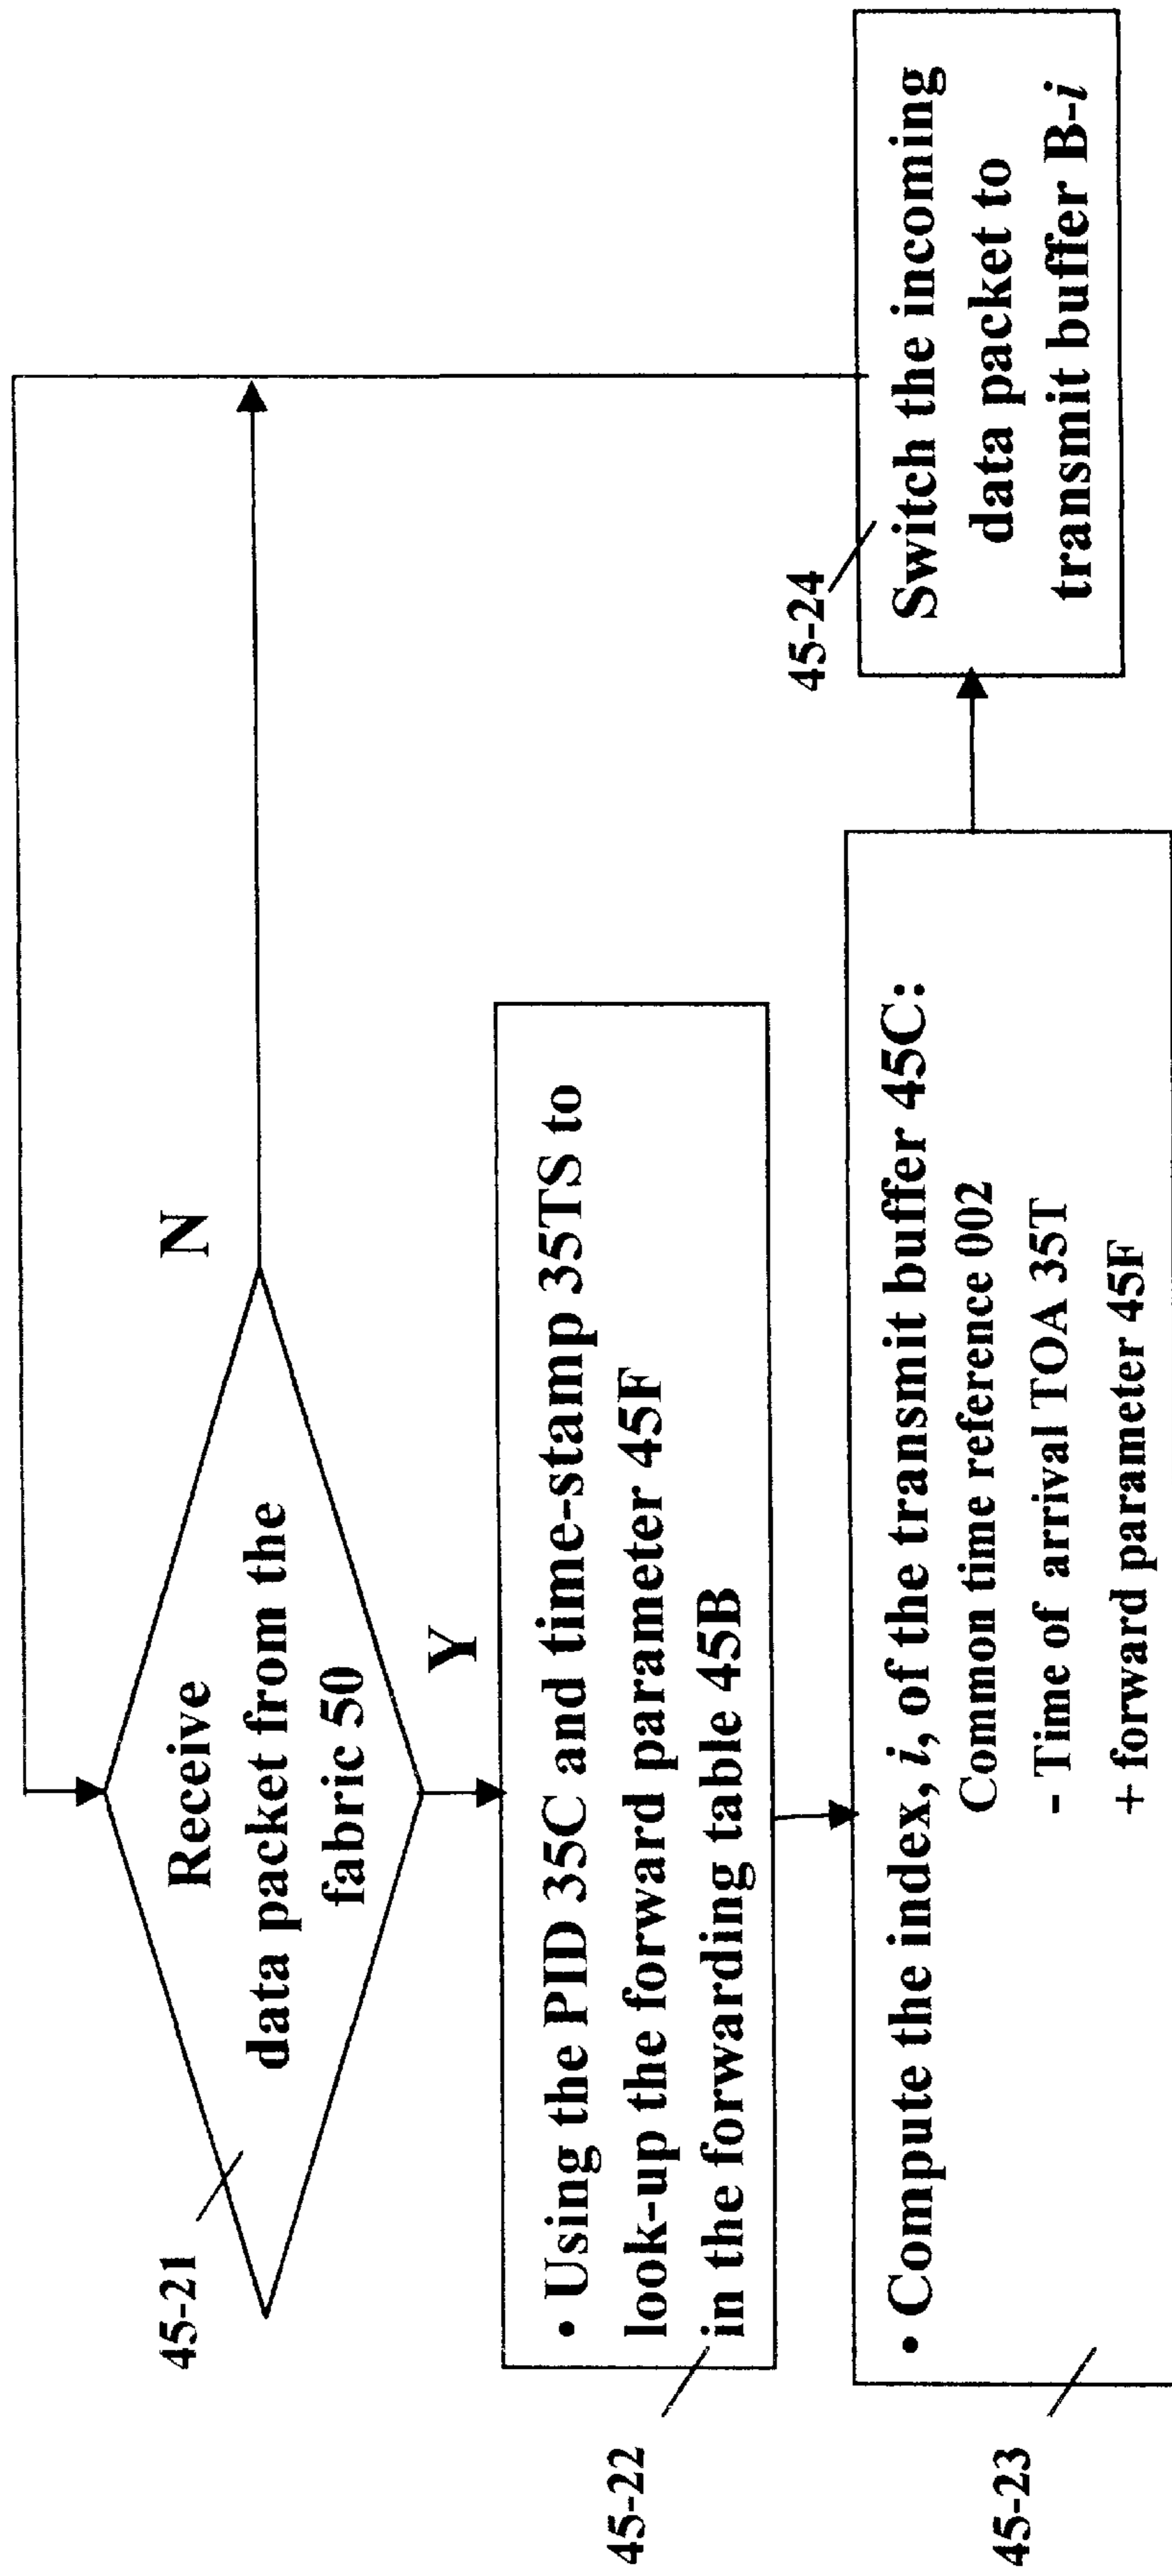 45-21
Receive
data packet from the
fabric 50
N
Y
45-22
• Using the PID 35C and time-stamp 35TS to
look-up the forward parameter 45F
in the forwarding table 45B
45-23
• Compute the index, i, of the transmit buffer 45C:
Common time reference 002
- Time of arrival TOA 35T
+ forward parameter 45F
45-24
Switch the incoming
data packet to
transmit buffer B-i